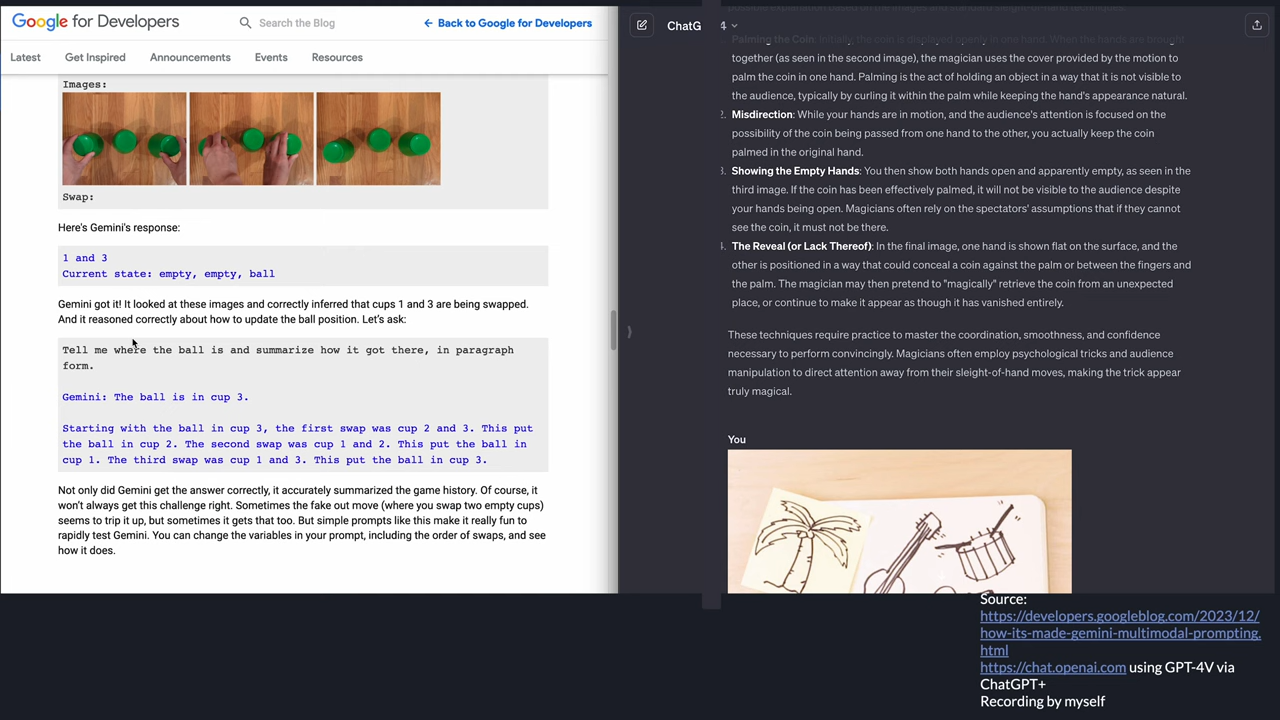 Google for Developers
Search the Blog
← Back to Google for Developers
Latest
Get Inspired
Announcements
Events
Resources
Images:
Swap:
Here's Gemini's response:
1 and 3
Current state: empty, empty, ball
Gemini got it! It looked at these images and correctly inferred that cups 1 and 3 are being swapped.
And it reasoned correctly about how to update the ball position. Let's ask:
Tell me where the ball is and summarize how it got there, in paragraph
form.
Gemini: The ball is in cup 3.
Starting with the ball in cup 3, the first swap was cup 2 and 3. This put
the ball in cup 2. The second swap was cup 1 and 2. This put the ball in
cup 1. The third swap was cup 1 and 3. This put the ball in cup 3.
Not only did Gemini get the answer correctly, it accurately summarized the game history. Of course, it
won't always get this challenge right. Sometimes the fake out move (where you swap two empty cups)
seems to trip it up, but sometimes it gets that too. But simple prompts like this make it really fun to
rapidly test Gemini. You can change the variables in your prompt, including the order of swaps, and see
how it does.
ChatG 4
Palming the Coin: Initially, the coin is displayed openly in one hand. When the hands are brought
together (as seen in the second image), the magician uses the cover provided by the motion to
palm the coin in one hand. Palming is the act of holding an object in a way that it is not visible to
the audience, typically by curling it within the palm while keeping the hand's appearance natural.
2. Misdirection: While your hands are in motion, and the audience's attention is focused on the
possibility of the coin being passed from one hand to the other, you actually keep the coin
palmed in the original hand.
3. Showing the Empty Hands: You then show both hands open and apparently empty, as seen in the
third image. If the coin has been effectively palmed, it will not be visible to the audience despite
your hands being open. Magicians often rely on the spectators' assumptions that if they cannot
see the coin, it must not be there.
4. The Reveal (or Lack Thereof): In the final image, one hand is shown flat on the surface, and the
other is positioned in a way that could conceal a coin against the palm or between the fingers and
the palm. The magician may then pretend to "magically" retrieve the coin from an unexpected
place, or continue to make it appear as though it has vanished entirely.
These techniques require practice to master the coordination, smoothness, and confidence
necessary to perform convincingly. Magicians often employ psychological tricks and audience
manipulation to direct attention away from their sleight-of-hand moves, making the trick appear
truly magical.
You
Source:
https://developers.googleblog.com/2023/12/
how-its-made-gemini-multimodal-prompting.
html
https://chat.openai.com using GPT-4V via
ChatGPT+
Recording by myself